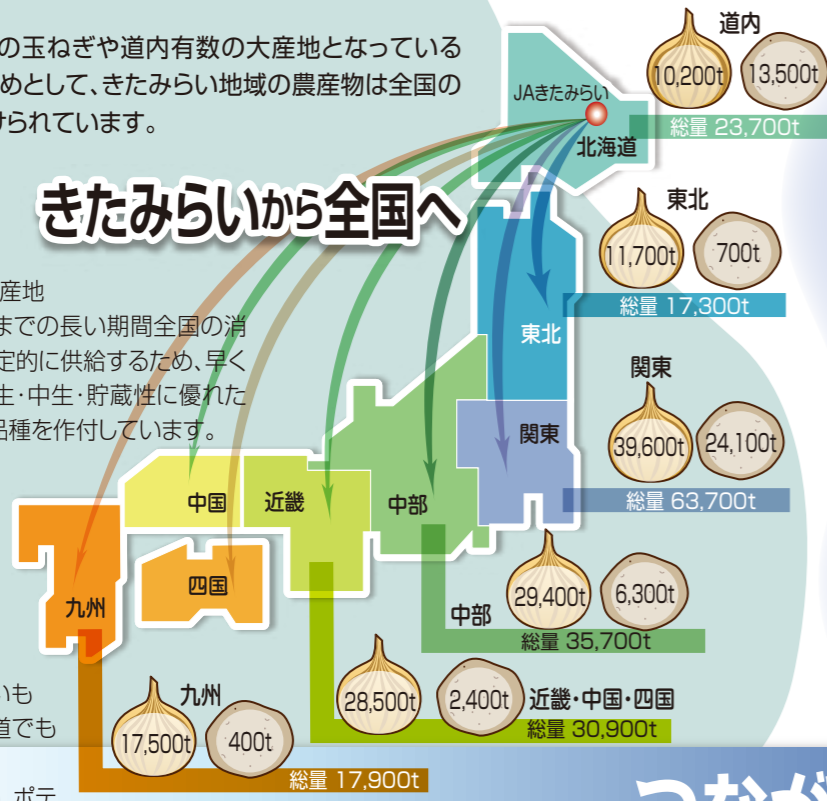 の玉ねぎや道内有数の大産地となっている
めとして、きたみらい地域の農産物は全国の
けられています。
きたみらいから全国へ
産地
までの長い期間全国の消
定的に供給するため、早く
生・中生・貯蔵性に優れた
品種を作付しています。
JAきたみらい
北海道
道内
10,200t
13,500t
総量 23,700t
東北
11,700t
700t
総量 17,300t
東北
関東
39,600t
24,100t
総量 63,700t
関東
中国
近畿
中部
四国
九州
中部
29,400t
6,300t
総量 35,700t
28,500t
2,400t
近畿・中国・四国
総量 30,900t
九州
17,500t
400t
総量 17,900t
いも
道でも
ポテ
つなが